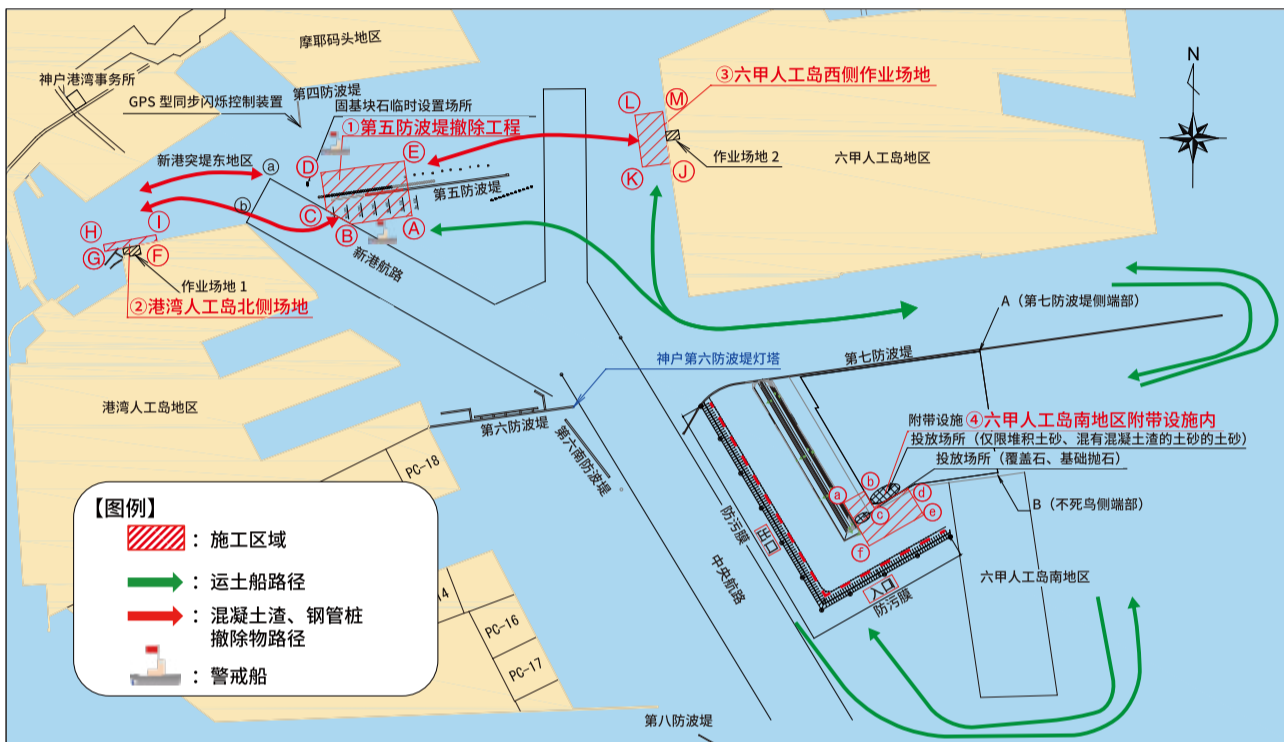 摩耶码头地区
神户港湾事务所
GPS 型同步闪烁控制装置
第四防波堤
固基块石临时设置场所
①第五防波堤撤除工程
③六甲人工岛西侧作业场地
N
L
M
K
J
作业场地 2
六甲人工岛地区
新港突堤东地区
a
b
D
E
C
B
A
第五防波堤
新港航路
H
I
G
F
作业场地 1
②港湾人工岛北侧场地
A（第七防波堤侧端部）
第七防波堤
神户第六防波堤灯塔
港湾人工岛地区
第六防波堤
第六南防波堤
附带设施
④六甲人工岛南地区附带设施内
投放场所（仅限堆积土砂、混有混凝土渣的土砂的土砂）
投放场所（覆盖石、基础抛石）
a
b
c
d
e
f
B（不死鸟侧端部）
PC-18
14
PC-16
PC-17
防污膜
出口
入口
防污膜
中央航路
六甲人工岛南地区
第八防波堤
【图例】
：施工区域
：运土船路径
：混凝土渣、钢管桩
撤除物路径
：警戒船